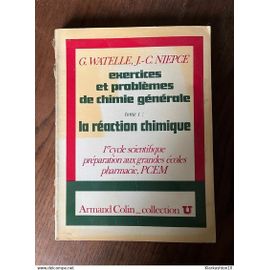 G. WATELLE, J.-C. NIEPCE
exercices
et problèmes
de chimie générale
tome 1:
la réaction chimique
1er cycle scientifique
préparation aux grandes écoles
pharmacie, PCEM
Armand Colin_collection U